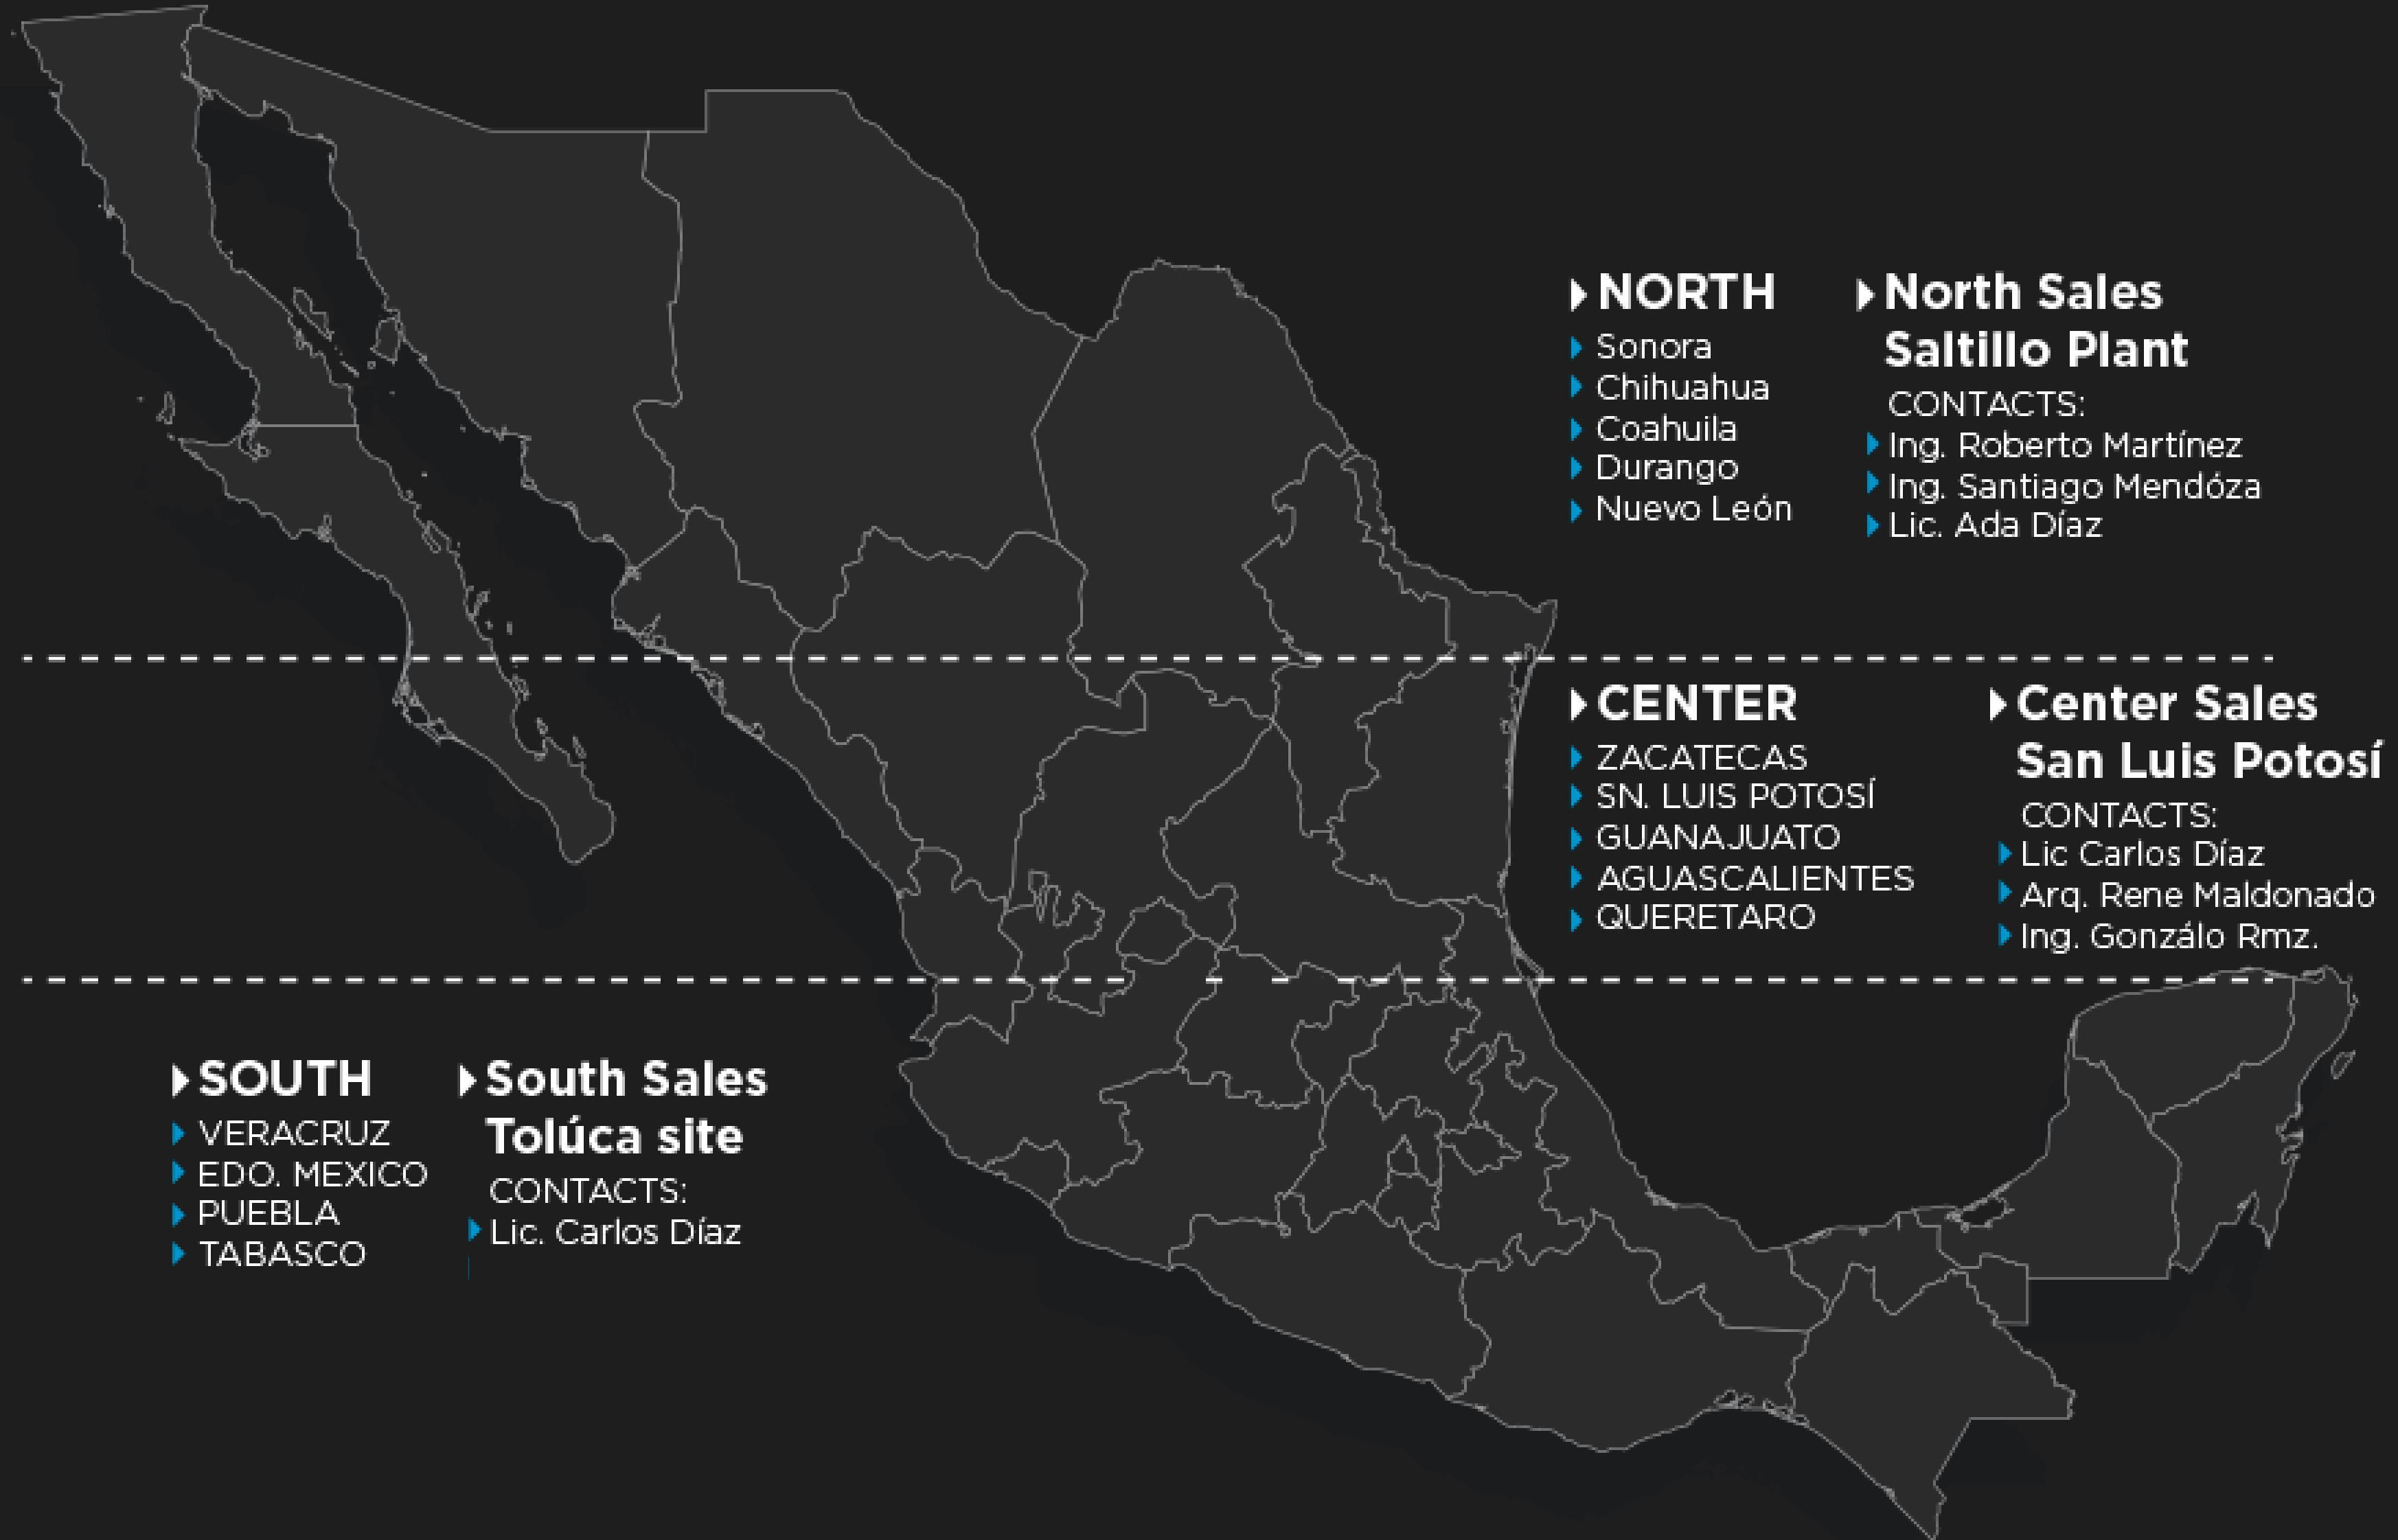 NORTH
Sonora
Chihuahua
Coahuila
Durango
Nuevo León
North Sales
Saltillo Plant
CONTACTS:
Ing. Roberto Martínez
Ing. Santiago Mendóza
Lic. Ada Díaz
CENTER
ZACATECAS
SN. LUIS POTOSÍ
GUANAJUATO
AGUASCALIENTES
QUERETARO
Center Sales
San Luis Potosí
CONTACTS:
Lic Carlos Díaz
Arq. Rene Maldonado
Ing. Gonzálo Rmz.
SOUTH
VERACRUZ
EDO. MEXICO
PUEBLA
TABASCO
South Sales
Tolúca site
CONTACTS:
Lic. Carlos Díaz